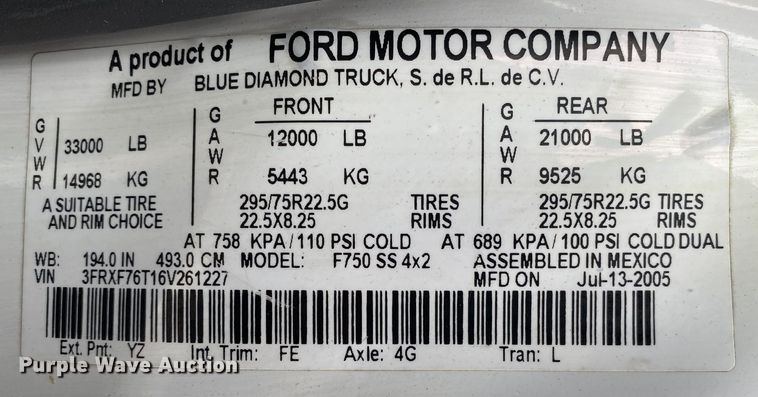 A product of FORD MOTOR COMPANY
MFD BY BLUE DIAMOND TRUCK, S. de R.L. de C.V.
GVWR 33000 LB 14968 KG
FRONT GAWR 12000 LB 5443 KG
REAR GAWR 21000 LB 9525 KG
A SUITABLE TIRE 295/75R22.5G TIRES 295/75R22.5G TIRES
AND RIM CHOICE 22.5X8.25 RIMS 22.5X8.25 RIMS
AT 758 KPA/110 PSI COLD AT 689 KPA/100 PSI COLD DUAL
WB: 194.0 IN 493.0 CM MODEL: F750 SS 4x2 ASSEMBLED IN MEXICO
VIN 3FRXF76T16V261227 MFD ON Jul-13-2005
Ext. Pnt: YZ Int. Trim: FE Axle: 4G Tran: L
Purple Wave Auction